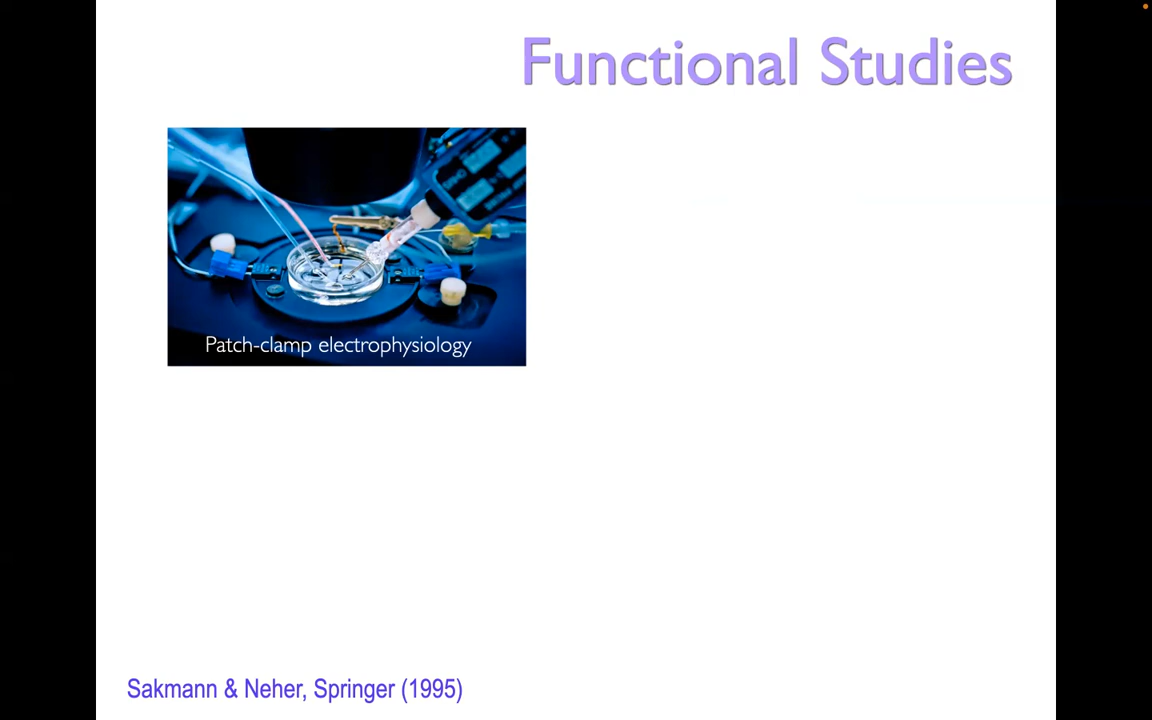 Functional Studies
Patch-clamp electrophysiology
Sakmann & Neher, Springer (1995)